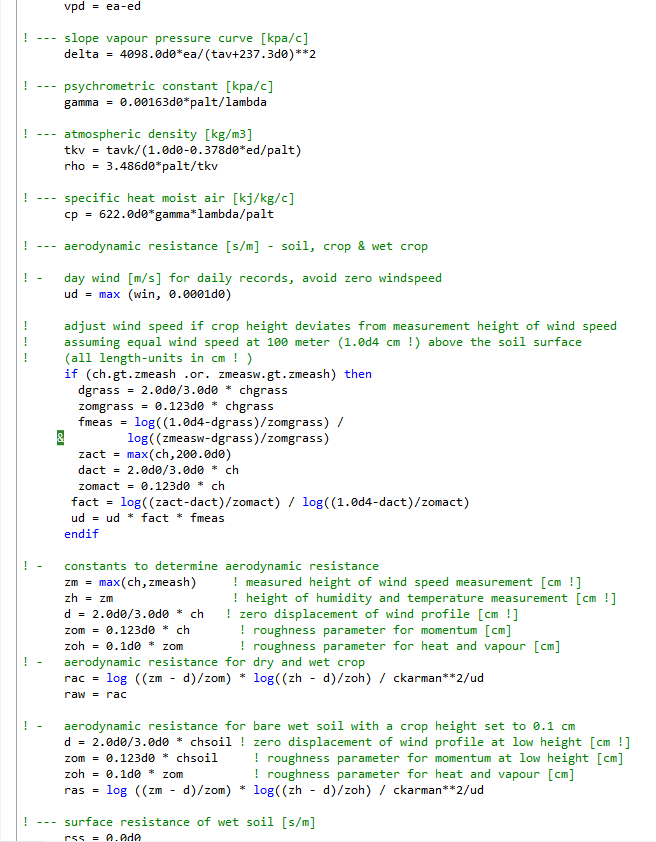 vpd = ea-ed
! --- slope vapour pressure curve [kpa/c]
delta = 4098.0d0*ea/(tav+237.3d0)**2
! --- psychrometric constant [kpa/c]
gamma = 0.00163d0*palt/lambda
! --- atmospheric density [kg/m3]
tkv = tavk/(1.0d0-0.378d0*ed/palt)
rho = 3.486d0*palt/tkv
! --- specific heat moist air [kj/kg/c]
cp = 622.0d0*gamma*lambda/palt
! --- aerodynamic resistance [s/m] - soil, crop & wet crop
! - day wind [m/s] for daily records, avoid zero windspeed
ud = max (win, 0.0001d0)
! adjust wind speed if crop height deviates from measurement height of wind speed
! assuming equal wind speed at 100 meter (1.0d4 cm !) above the soil surface
! (all length-units in cm ! )
if (ch.gt.zmeash .or. zmeasw.gt.zmeash) then
dgrass = 2.0d0/3.0d0 * chgrass
zomgrass = 0.123d0 * chgrass
fmeas = log((1.0d4-dgrass)/zomgrass) /
& log((zmeasw-dgrass)/zomgrass)
zact = max(ch,200.0d0)
dact = 2.0d0/3.0d0 * ch
zomact = 0.123d0 * ch
fact = log((zact-dact)/zomact) / log((1.0d4-dact)/zomact)
ud = ud * fact * fmeas
endif
! - constants to determine aerodynamic resistance
zm = max(ch,zmeash) ! measured height of wind speed measurement [cm !]
zh = zm ! height of humidity and temperature measurement [cm !]
d = 2.0d0/3.0d0 * ch ! zero displacement of wind profile [cm !]
zom = 0.123d0 * ch ! roughness parameter for momentum [cm]
zoh = 0.1d0 * zom ! roughness parameter for heat and vapour [cm]
! - aerodynamic resistance for dry and wet crop
rac = log ((zm - d)/zom) * log((zh - d)/zoh) / ckarman**2/ud
raw = rac
! - aerodynamic resistance for bare wet soil with a crop height set to 0.1 cm
d = 2.0d0/3.0d0 * chsoil ! zero displacement of wind profile at low height [cm !]
zom = 0.123d0 * chsoil ! roughness parameter for momentum at low height [cm]
zoh = 0.1d0 * zom ! roughness parameter for heat and vapour [cm]
ras = log ((zm - d)/zom) * log((zh - d)/zoh) / ckarman**2/ud
! --- surface resistance of wet soil [s/m]
rss = 0.0d0